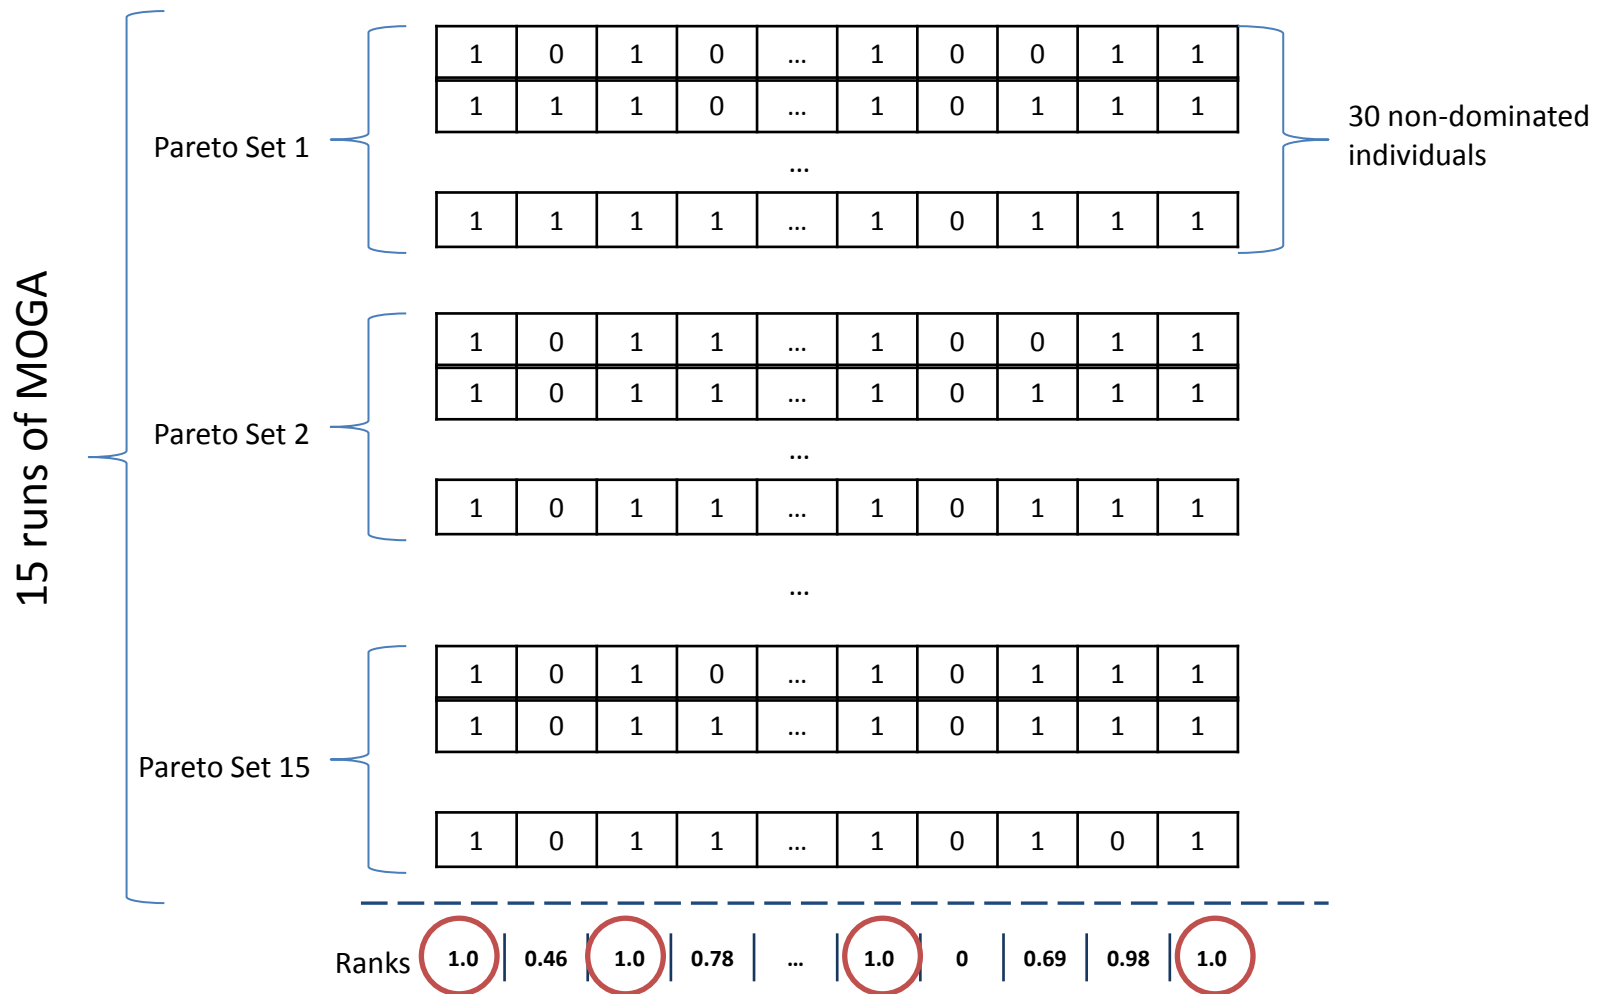 15 runs of MOGA
Pareto Set 1
1 0 1 0 ... 1 0 0 1 1
1 1 1 0 ... 1 0 1 1 1
...
1 1 1 1 ... 1 0 1 1 1
30 non-dominated
individuals
Pareto Set 2
1 0 1 1 ... 1 0 0 1 1
1 0 1 1 ... 1 0 1 1 1
...
1 0 1 1 ... 1 0 1 1 1
...
Pareto Set 15
1 0 1 0 ... 1 0 1 1 1
1 0 1 1 ... 1 0 1 1 1
1 0 1 1 ... 1 0 1 0 1
Ranks 1.0 0.46 1.0 0.78 ... 1.0 0 0.69 0.98 1.0